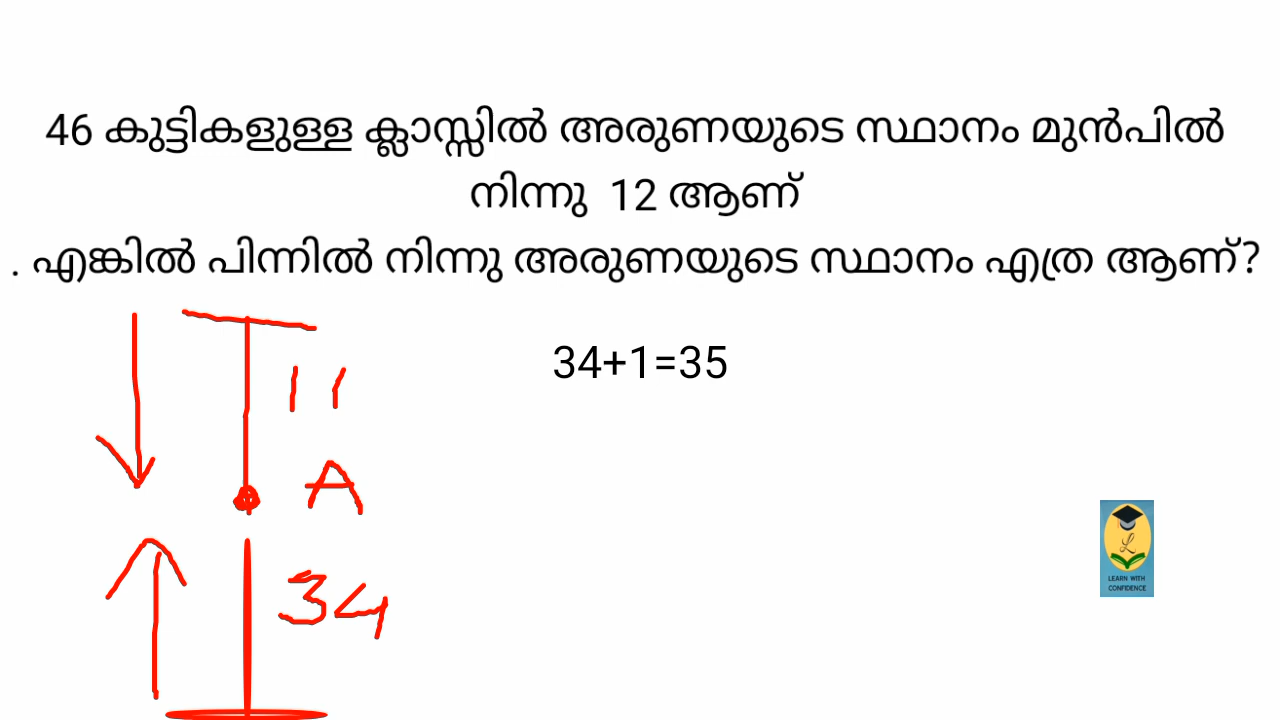 46 കുട്ടികളുള്ള ക്ലാസ്സിൽ അരുണയുടെ സ്ഥാനം മുൻപിൽ
നിന്നു 12 ആണ്
. എങ്കിൽ പിന്നിൽ നിന്നു അരുണയുടെ സ്ഥാനം എത്ര ആണ്?
34+1=35
11
A
34
L
LEARN WITH
CONFIDENCE